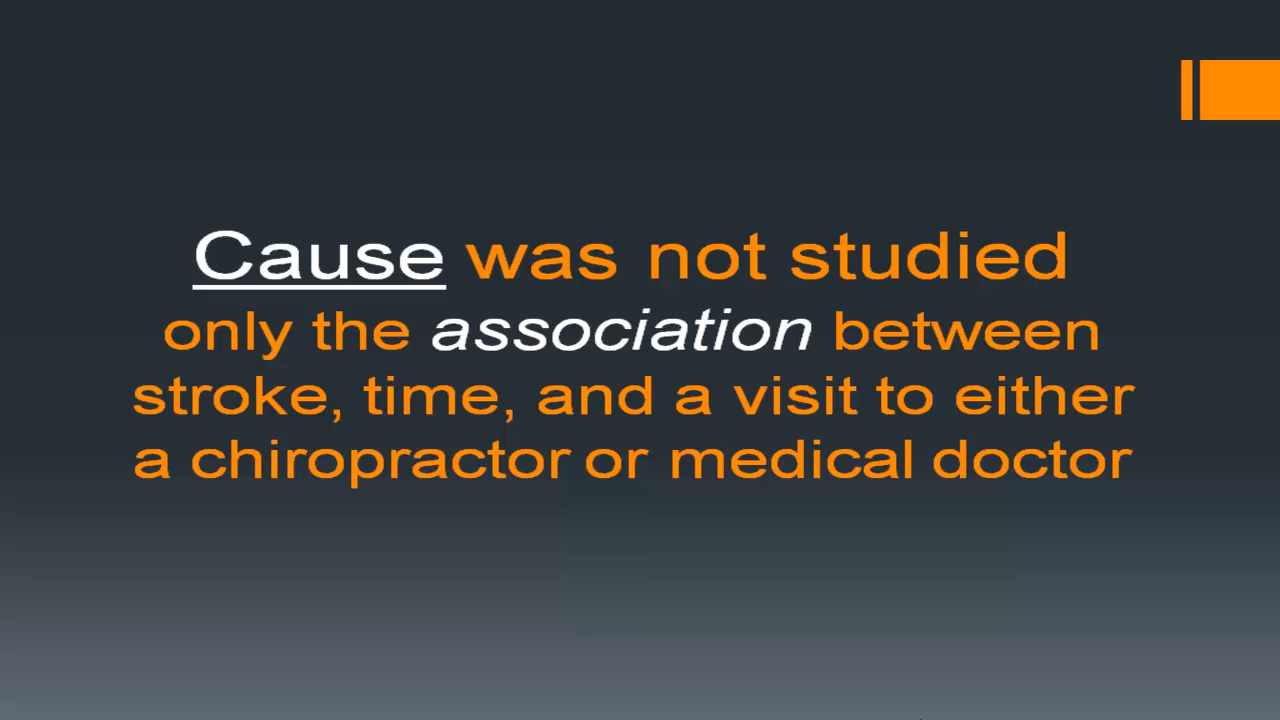 Cause was not studied
only the association between
stroke, time, and a visit to either
a chiropractor or medical doctor